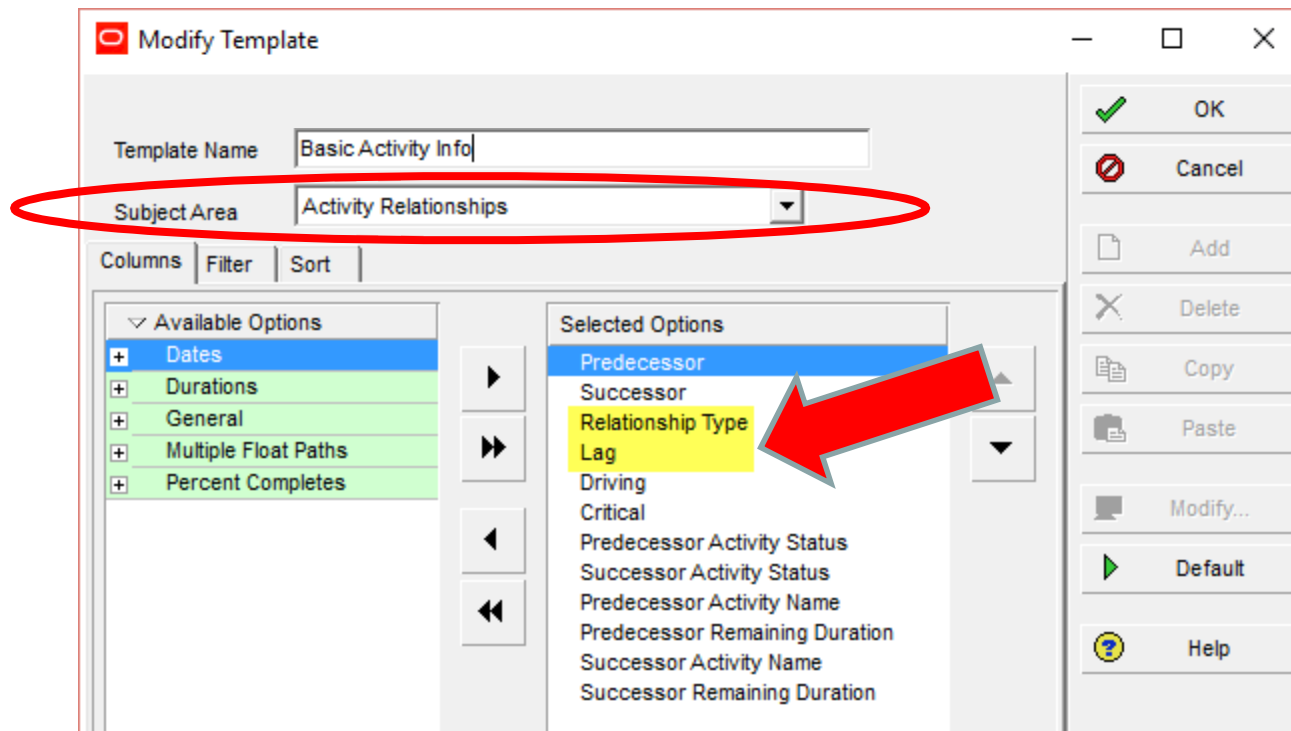 Modify Template
Template Name Basic Activity Info
Subject Area Activity Relationships
Columns Filter Sort
Available Options
Dates
Durations
General
Multiple Float Paths
Percent Completes
Selected Options
Predecessor
Successor
Relationship Type
Lag
Driving
Critical
Predecessor Activity Status
Successor Activity Status
Predecessor Activity Name
Predecessor Remaining Duration
Successor Activity Name
Successor Remaining Duration
OK
Cancel
Add
Delete
Copy
Paste
Modify...
Default
Help